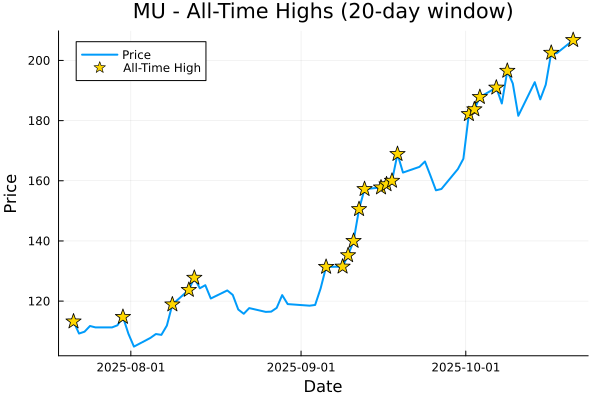 MU - All-Time Highs (20-day window)
Price
All-Time High
200
180
160
140
120
Price
2025-08-01
2025-09-01
2025-10-01
Date